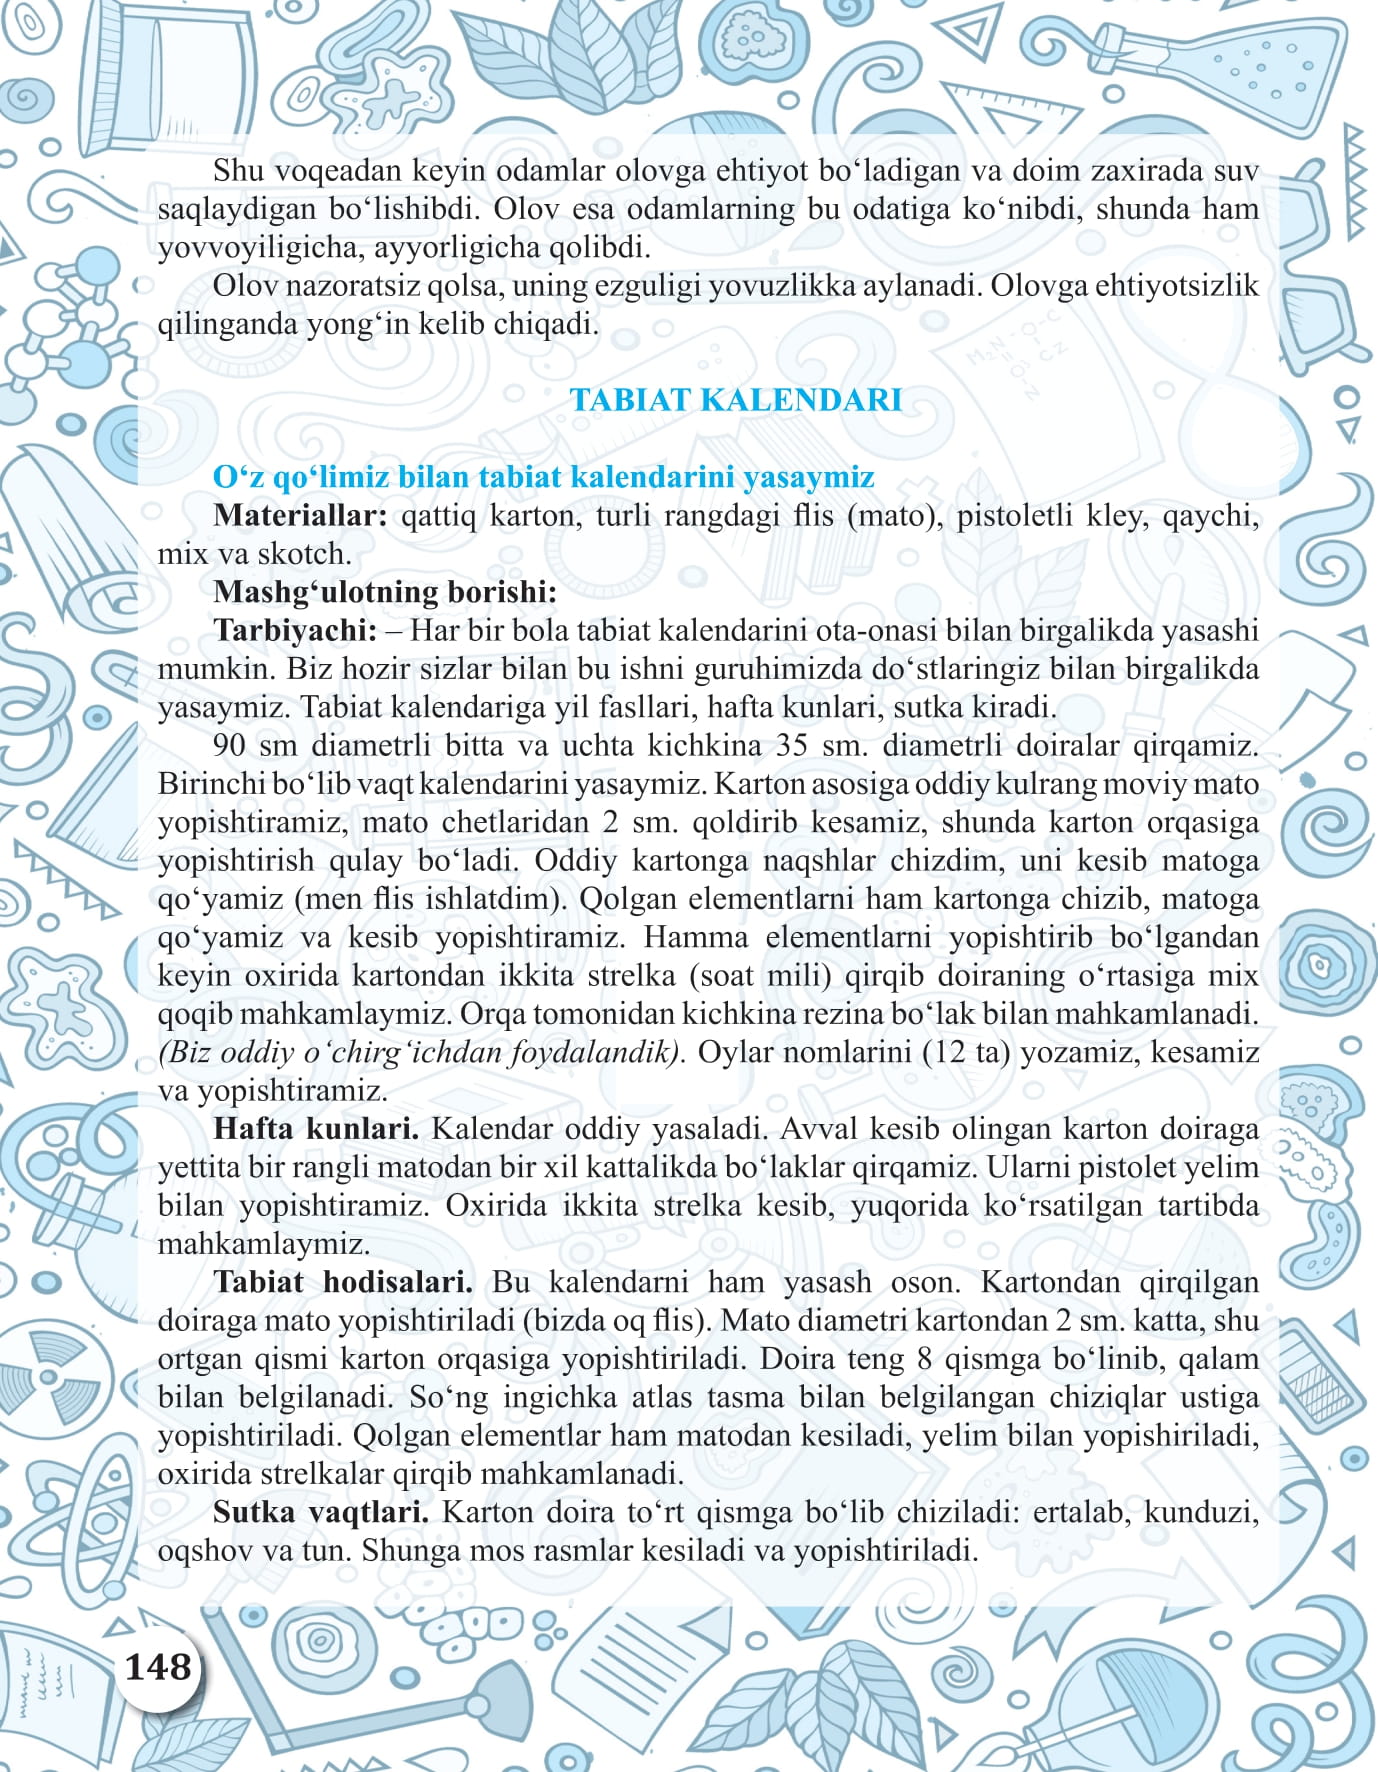 Shu voqeadan keyin odamlar olovga ehtiyot bo‘ladigan va doim zaxirada suv
saqlaydigan bo‘lishibdi. Olov esa odamlarning bu odatiga ko‘nibdi, shunda ham
yovvoyiligicha, ayyorligicha qolibdi.
Olov nazoratsiz qolsa, uning ezguligi yovuzlikka aylanadi. Olovga ehtiyotsizlik
qilinganda yong‘in kelib chiqadi.
TABIAT KALENDARI
O‘z qo‘limiz bilan tabiat kalendarini yasaymiz
Materiallar: qattiq karton, turli rangdagi flis (mato), pistoletli kley, qaychi,
mix va skotch.
Mashg‘ulotning borishi:
Tarbiyachi: – Har bir bola tabiat kalendarini ota-onasi bilan birgalikda yasashi
mumkin. Biz hozir sizlar bilan bu ishni guruhimizda do‘stlaringiz bilan birgalikda
yasaymiz. Tabiat kalendariga yil fasllari, hafta kunlari, sutka kiradi.
90 sm diametrli bitta va uchta kichkina 35 sm. diametrli doiralar qirqamiz.
Birinchi bo‘lib vaqt kalendarini yasaymiz. Karton asosiga oddiy kulrang moviy mato
yopishtiramiz, mato chetlaridan 2 sm. qoldirib kesamiz, shunda karton orqasiga
yopishtirish qulay bo‘ladi. Oddiy kartonga naqshlar chizdim, uni kesib matoga
qo‘yamiz (men flis ishlatdim). Qolgan elementlarni ham kartonga chizib, matoga
qo‘yamiz va kesib yopishtiramiz. Hamma elementlarni yopishtirib bo‘lgandan
keyin oxirida kartondan ikkita strelka (soat mili) qirqib doiraning o‘rtasiga mix
qoqib mahkamlaymiz. Orqa tomonidan kichkina rezina bo‘lak bilan mahkamlanadi.
(Biz oddiy o‘chirg‘ichdan foydalandik). Oylar nomlarini (12 ta) yozamiz, kesamiz
va yopishtiramiz.
Hafta kunlari. Kalendar oddiy yasaladi. Avval kesib olingan karton doiraga
yettita bir rangli matodan bir xil kattalikda bo‘laklar qirqamiz. Ularni pistolet yelim
bilan yopishtiramiz. Oxirida ikkita strelka kesib, yuqorida ko‘rsatilgan tartibda
mahkamlaymiz.
Tabiat hodisalari. Bu kalendarni ham yasash oson. Kartondan qirqilgan
doiraga mato yopishtiriladi (bizda oq flis). Mato diametri kartondan 2 sm. katta, shu
ortgan qismi karton orqasiga yopishtiriladi. Doira teng 8 qismga bo‘linib, qalam
bilan belgilanadi. So‘ng ingichka atlas tasma bilan belgilangan chiziqlar ustiga
yopishtiriladi. Qolgan elementlar ham matodan kesiladi, yelim bilan yopishiriladi,
oxirida strelkalar qirqib mahkamlanadi.
Sutka vaqtlari. Karton doira to‘rt qismga bo‘lib chiziladi: ertalab, kunduzi,
oqshov va tun. Shunga mos rasmlar kesiladi va yopishtiriladi.
148